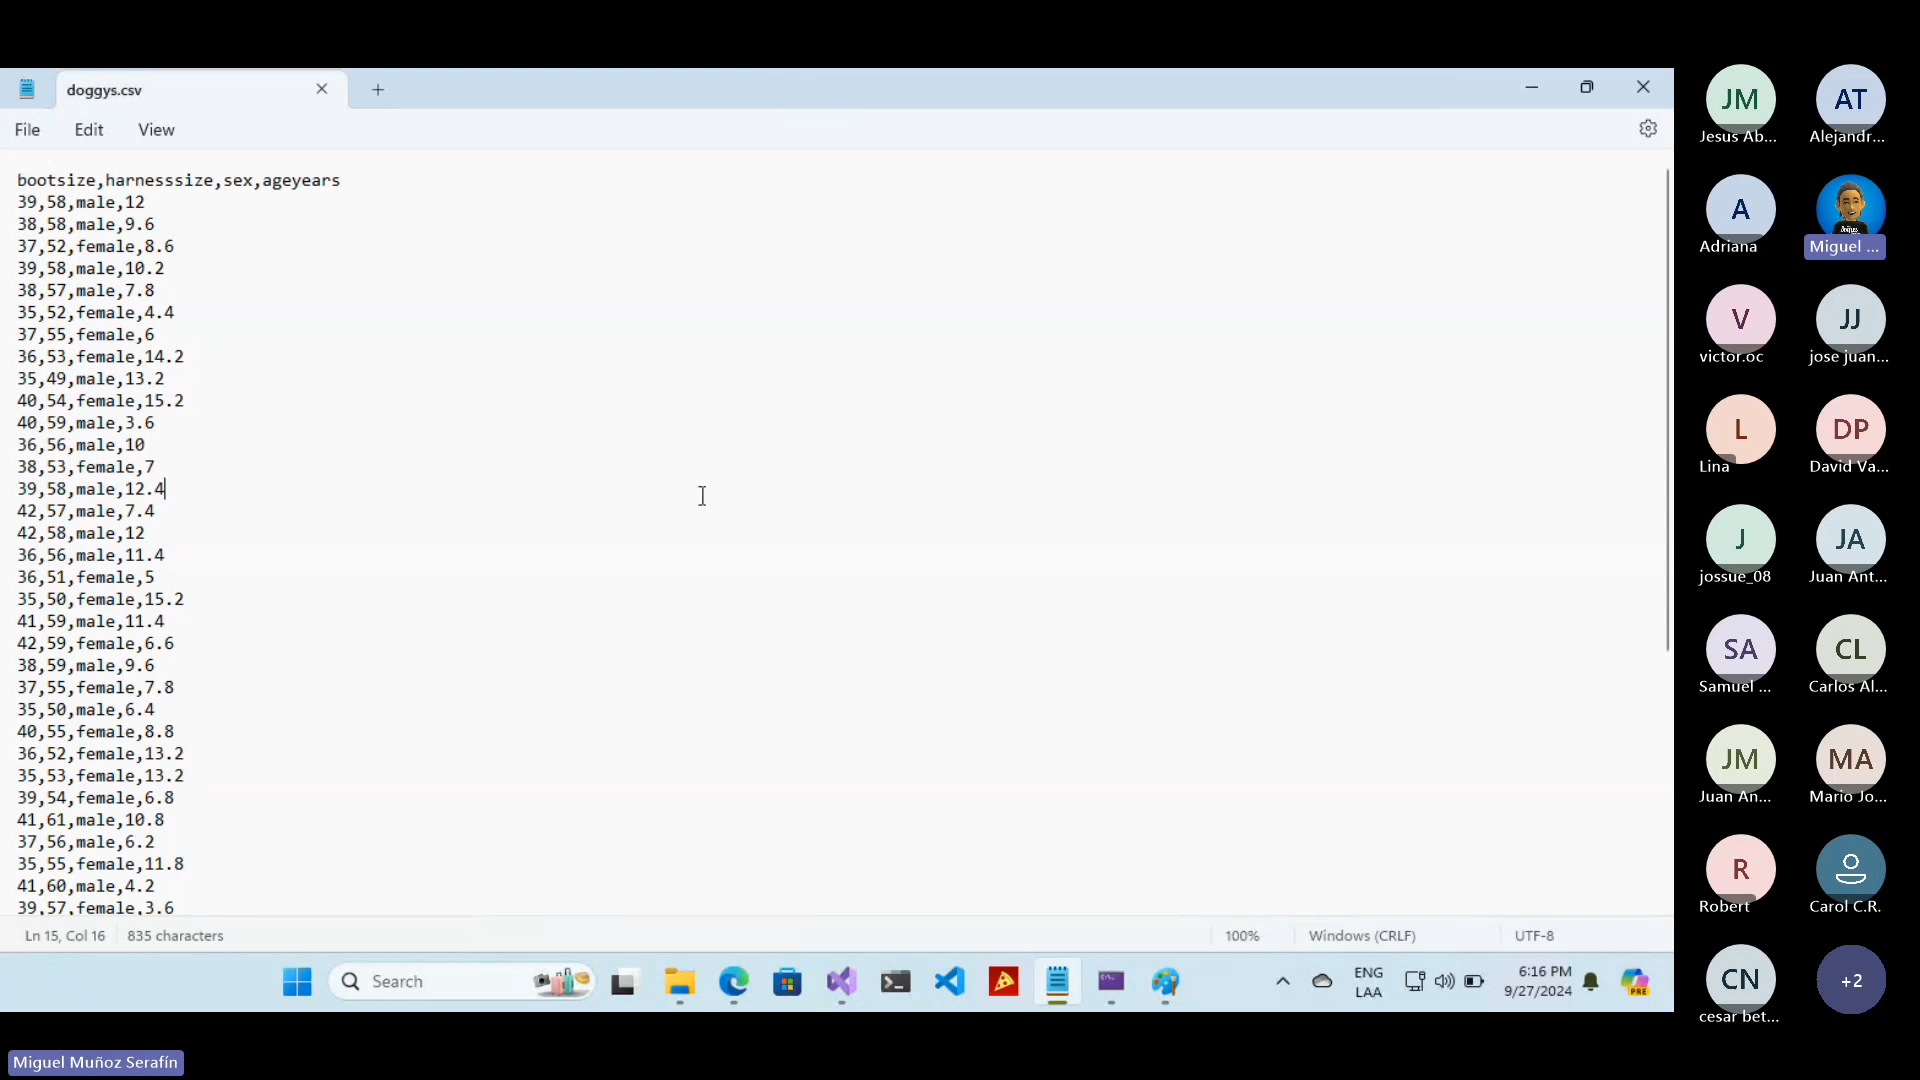 doggys.csv
File Edit View
bootsize,harnesssize,sex,ageyears
39,58,male,12
38,58,male,9.6
37,52,female,8.6
39,58,male,10.2
38,57,male,7.8
35,52,female,4.4
37,55,female,6
36,53,female,14.2
35,49,male,13.2
40,54,female,15.2
40,59,male,3.6
36,56,male,10
38,53,female,7
39,58,male,12.4
42,57,male,7.4
42,58,male,12
36,56,male,11.4
36,51,female,5
35,50,female,15.2
41,59,male,11.4
42,59,female,6.6
38,59,male,9.6
37,55,female,7.8
35,50,male,6.4
40,55,female,8.8
36,52,female,13.2
35,53,female,13.2
39,54,female,6.8
41,61,male,10.8
37,56,male,6.2
35,55,female,11.8
41,60,male,4.2
39,57,female,3.6
Ln 15, Col 16 835 characters 100% Windows (CRLF) UTF-8
Search ENG LAA 6:16 PM 9/27/2024 PRE
JM AT
Jesus Ab... Alejandr...
A
Adriana Miguel ...
V JJ
victor.oc jose juan...
L DP
Lina David Va...
J JA
jossue_08 Juan Ant...
SA CL
Samuel ... Carlos Al...
JM MA
Juan An... Mario Jo...
R
Robert Carol C.R.
CN +2
cesar bet...
Miguel Muñoz Serafín